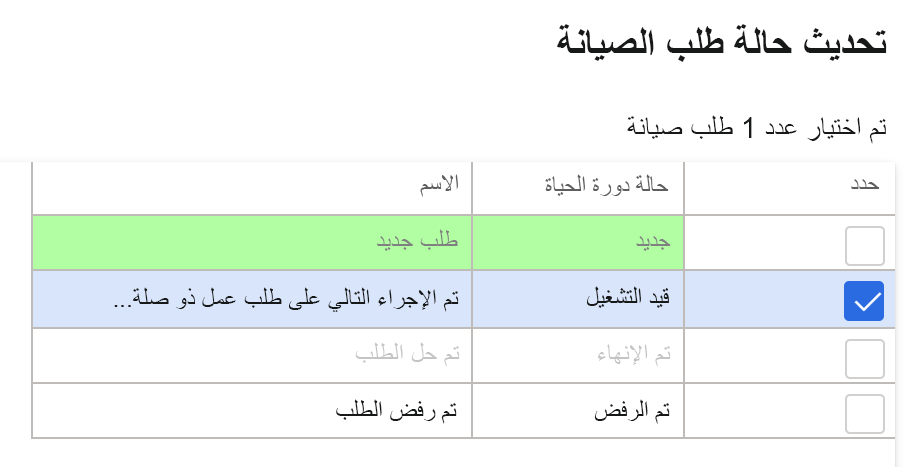 تحديث حالة طلب الصيانة
تم اختيار عدد 1 طلب صيانة
حدد حالة دورة الحياة الاسم
جديد طلب جديد
قيد التشغيل تم الإجراء التالي على طلب عمل ذو صلة...
تم الإنهاء تم حل الطلب
تم الرفض تم رفض الطلب